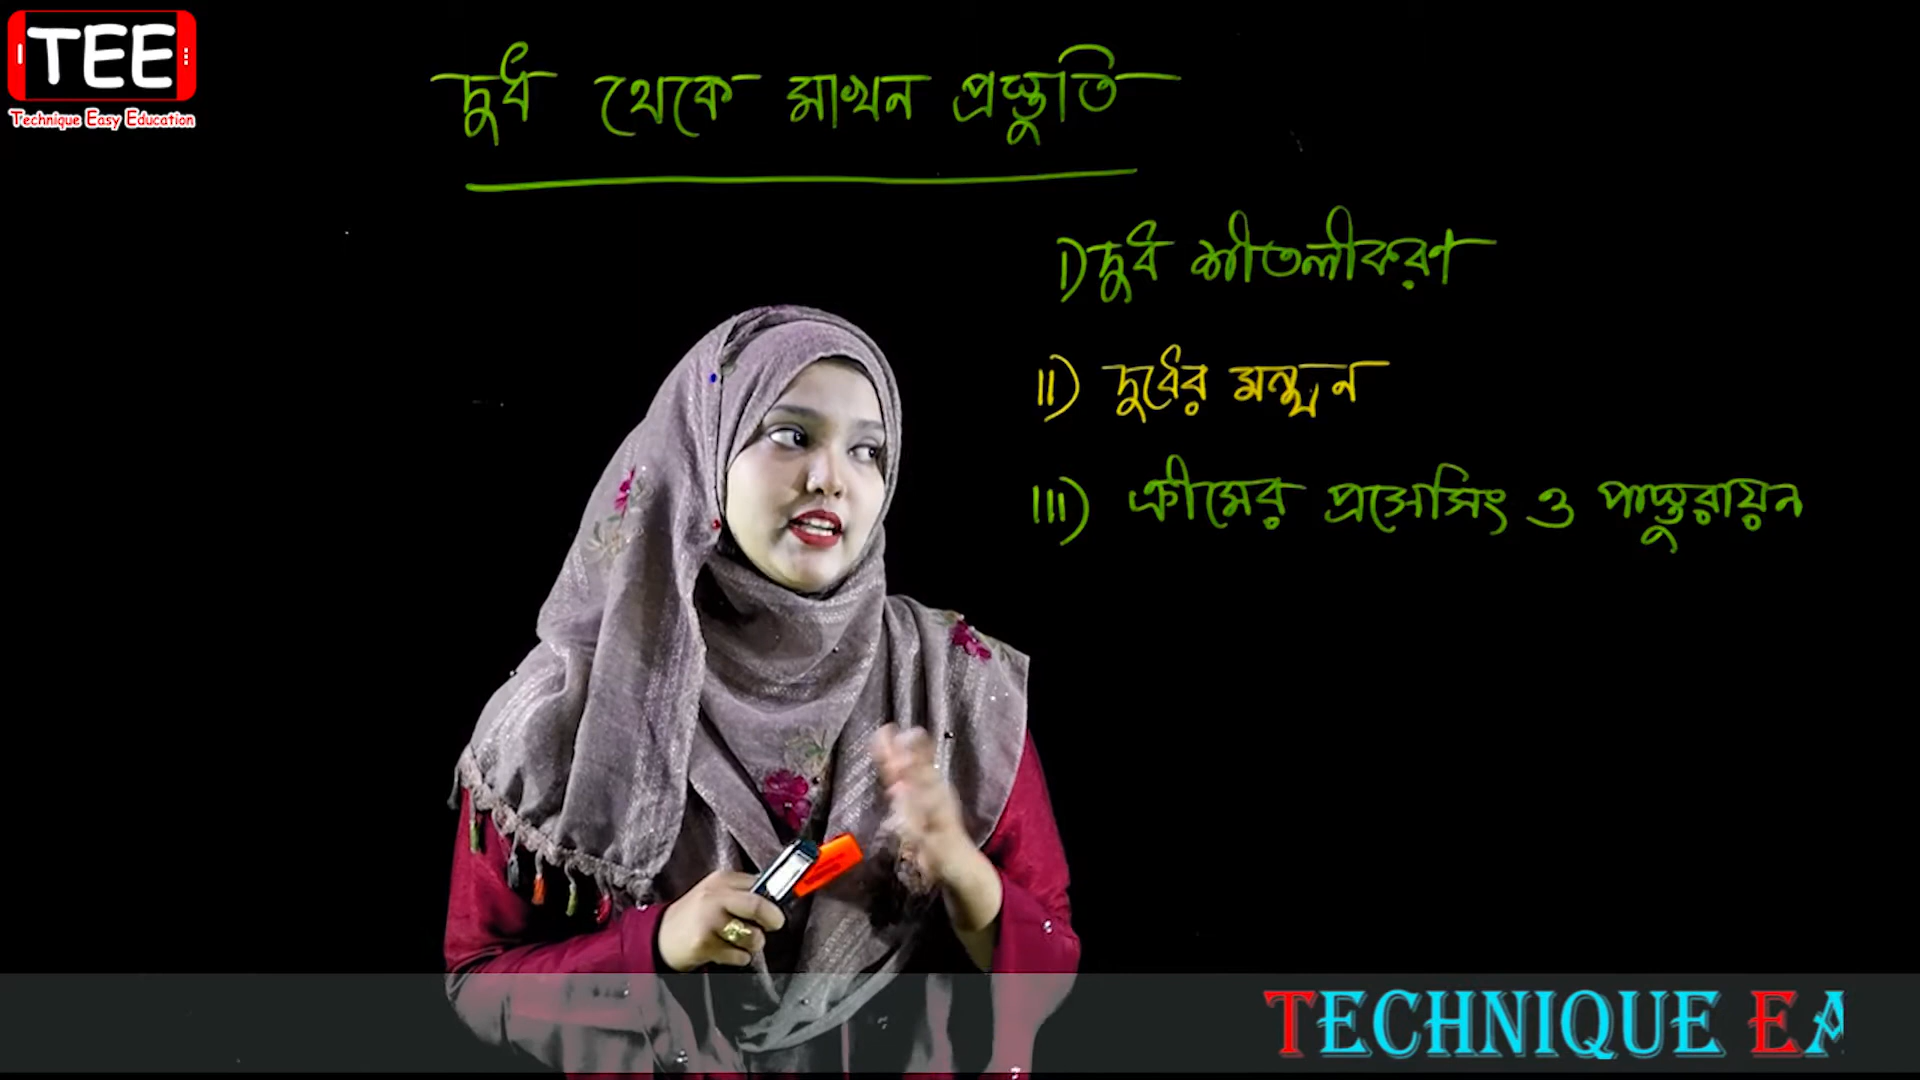 TEE
Technique Easy Education
দুধ থেকে মাখন প্রস্তুতি
I) দুধ শীতলীকরণ
II) দুধের মন্থন
III) ক্রীমের প্রসেসিং ও পাস্তুরায়ন
TECHNIQUE EA